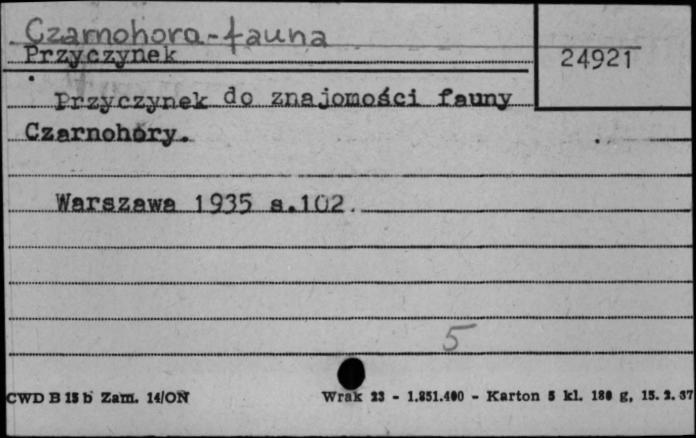 Czarnohora-fauna
Przyczynek
24921
Przyczynek do znajomości fauny
Czarnohory.
Warszawa 1935 s.102.
5
CWD B 15 b Zam. 14/ON
Wrak 23 - 1.851.400 - Karton 5 kl. 180 g, 15. 2. 57